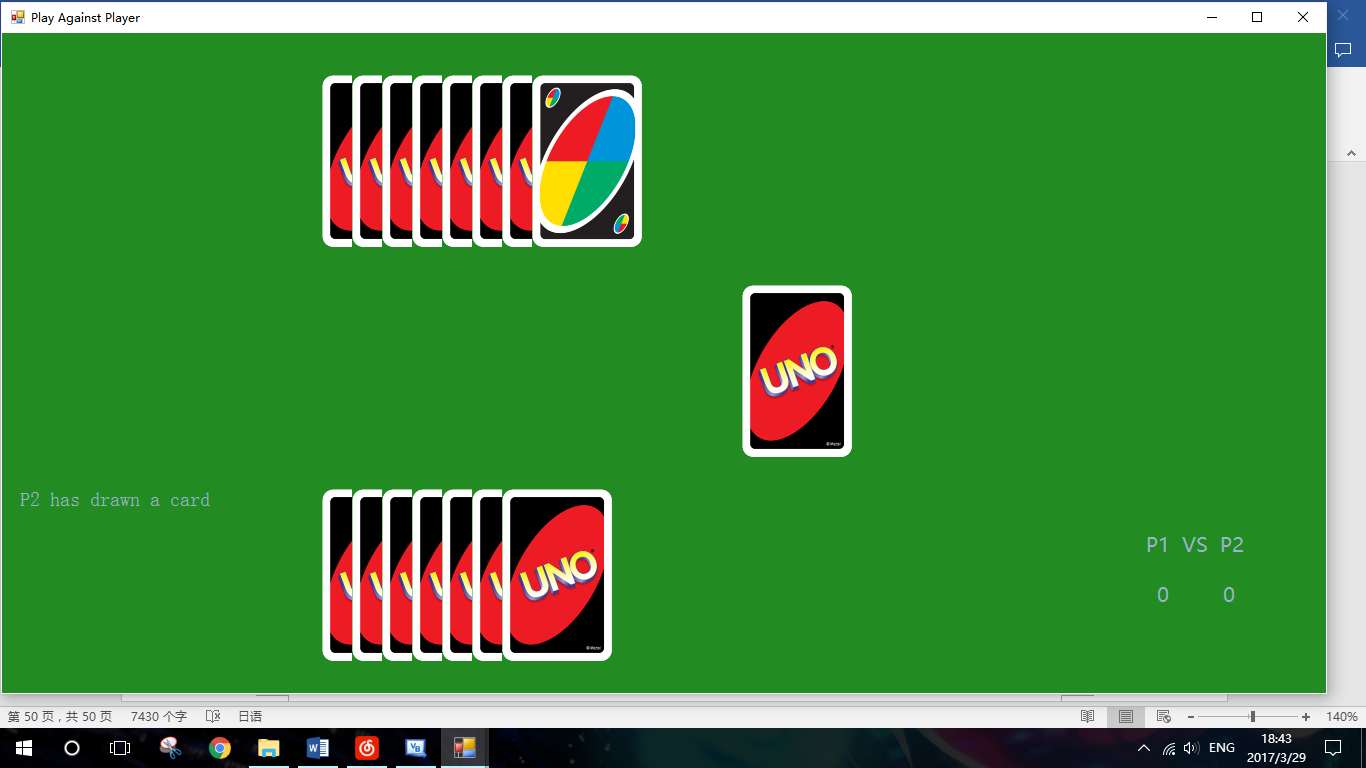 Play Against Player
UNO
P2 has drawn a card
UNO
P1 VS P2
0 0
第 50 页，共 50 页 7430 个字 日语 140%
ENG 18:43
2017/3/29